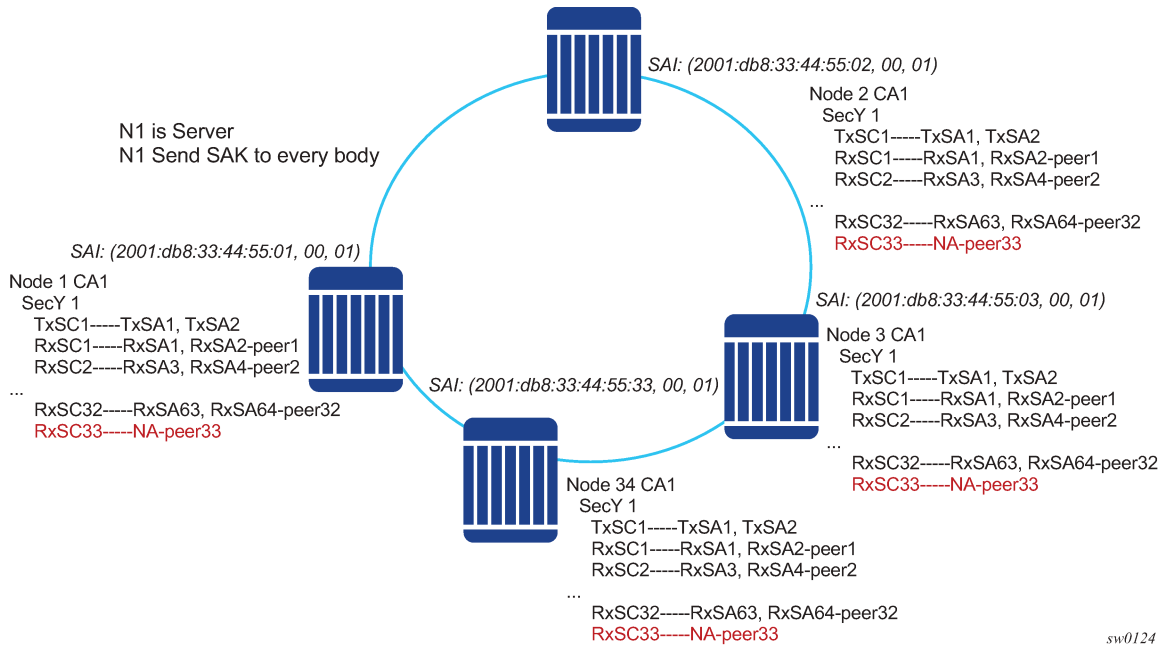 SAI: (2001:db8:33:44:55:02, 00, 01)
Node 2 CA1
SecY 1
TxSC1-----TxSA1, TxSA2
RxSC1-----RxSA1, RxSA2-peer1
RxSC2-----RxSA3, RxSA4-peer2
...
RxSC32-----RxSA63, RxSA64-peer32
RxSC33-----NA-peer33
N1 is Server
N1 Send SAK to every body
SAI: (2001:db8:33:44:55:01, 00, 01)
Node 1 CA1
SecY 1
TxSC1-----TxSA1, TxSA2
RxSC1-----RxSA1, RxSA2-peer1
RxSC2-----RxSA3, RxSA4-peer2
...
RxSC32-----RxSA63, RxSA64-peer32
RxSC33-----NA-peer33
SAI: (2001:db8:33:44:55:03, 00, 01)
Node 3 CA1
SecY 1
TxSC1-----TxSA1, TxSA2
RxSC1-----RxSA1, RxSA2-peer1
RxSC2-----RxSA3, RxSA4-peer2
...
RxSC32-----RxSA63, RxSA64-peer32
RxSC33-----NA-peer33
SAI: (2001:db8:33:44:55:33, 00, 01)
Node 34 CA1
SecY 1
TxSC1-----TxSA1, TxSA2
RxSC1-----RxSA1, RxSA2-peer1
RxSC2-----RxSA3, RxSA4-peer2
...
RxSC32-----RxSA63, RxSA64-peer32
RxSC33-----NA-peer33
sw0124